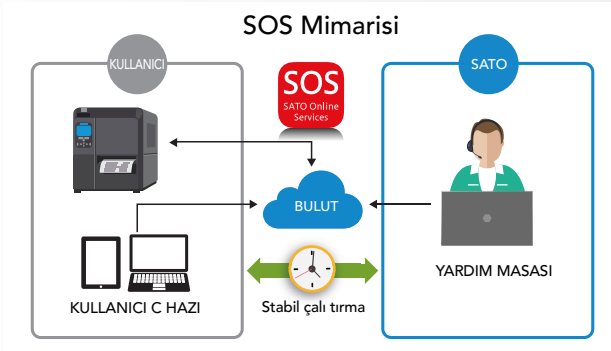 SOS Mimarisi
KULLANICI
SATO
SOS
SATO Online
Services
BULUT
YARDIM MASASI
KULLANICI C HAZI
Stabil çalı tırma